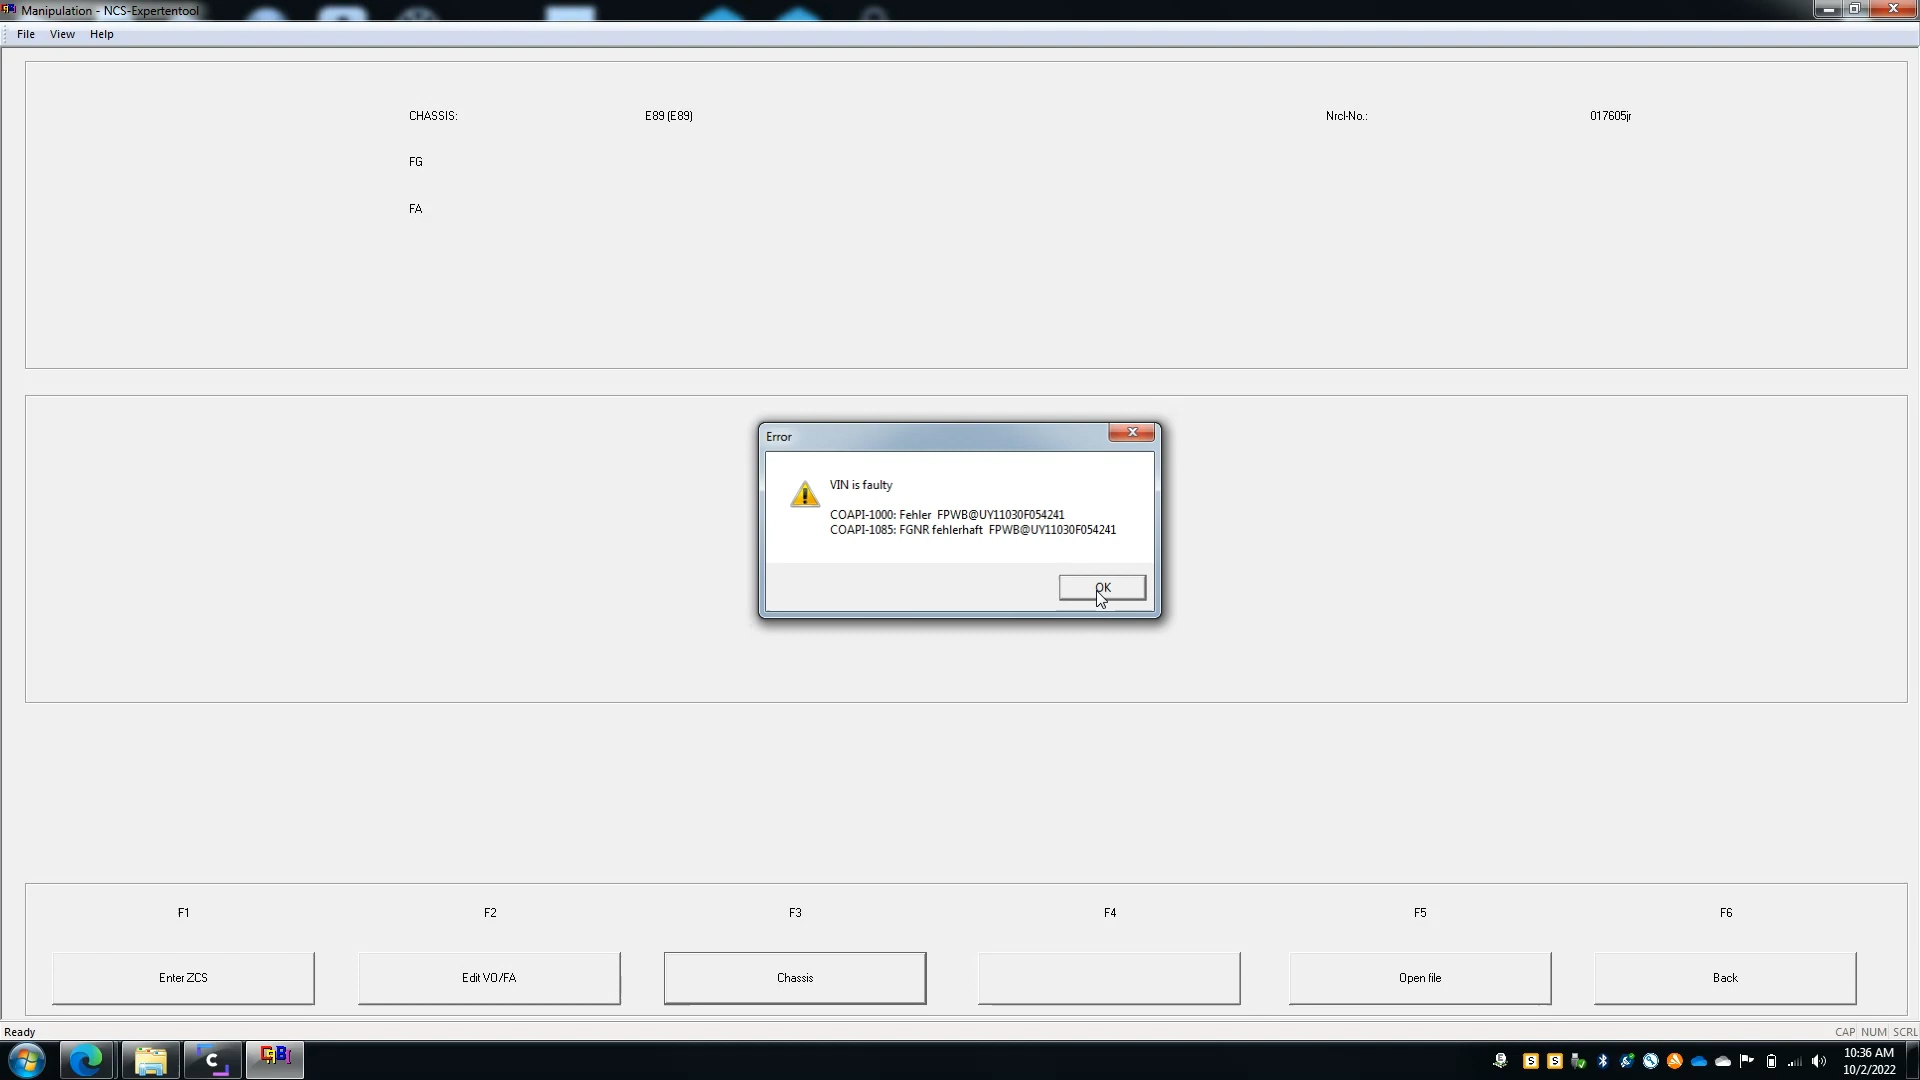 Manipulation - NCS-Expertentool
File View Help
CHASSIS: E89 (E89) Nrcl-No.: 017605jr
FG
FA
Error
VIN is faulty
COAPI-1000: Fehler FPWB@UY11030F054241
COAPI-1085: FGNR fehlerhaft FPWB@UY11030F054241
OK
F1 F2 F3 F4 F5 F6
Enter ZCS Edit VO/FA Chassis Open file Back
Ready CAP NUM SCRL
10:36 AM
10/2/2022